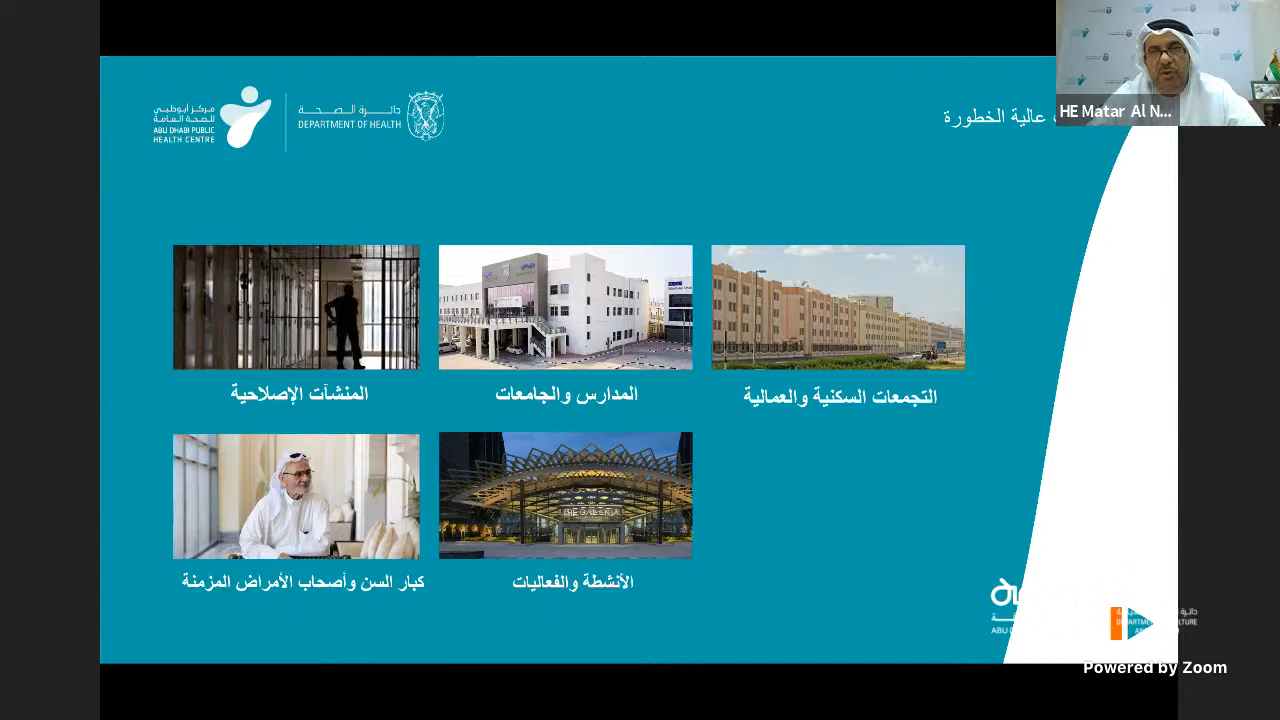 مركز أبوظبي
للصحة العامة
ABU DHABI PUBLIC
HEALTH CENTRE
دائرة الصحة
DEPARTMENT OF HEALTH
عالية الخطورة
HE Matar Al N...
التجمعات السكنية والعمالية
المدارس والجامعات
المنشآت الإصلاحية
THE GALLERIA
الأنشطة والفعاليات
كبار السن وأصحاب الأمراض المزمنة
ABU
Powered by Zoom